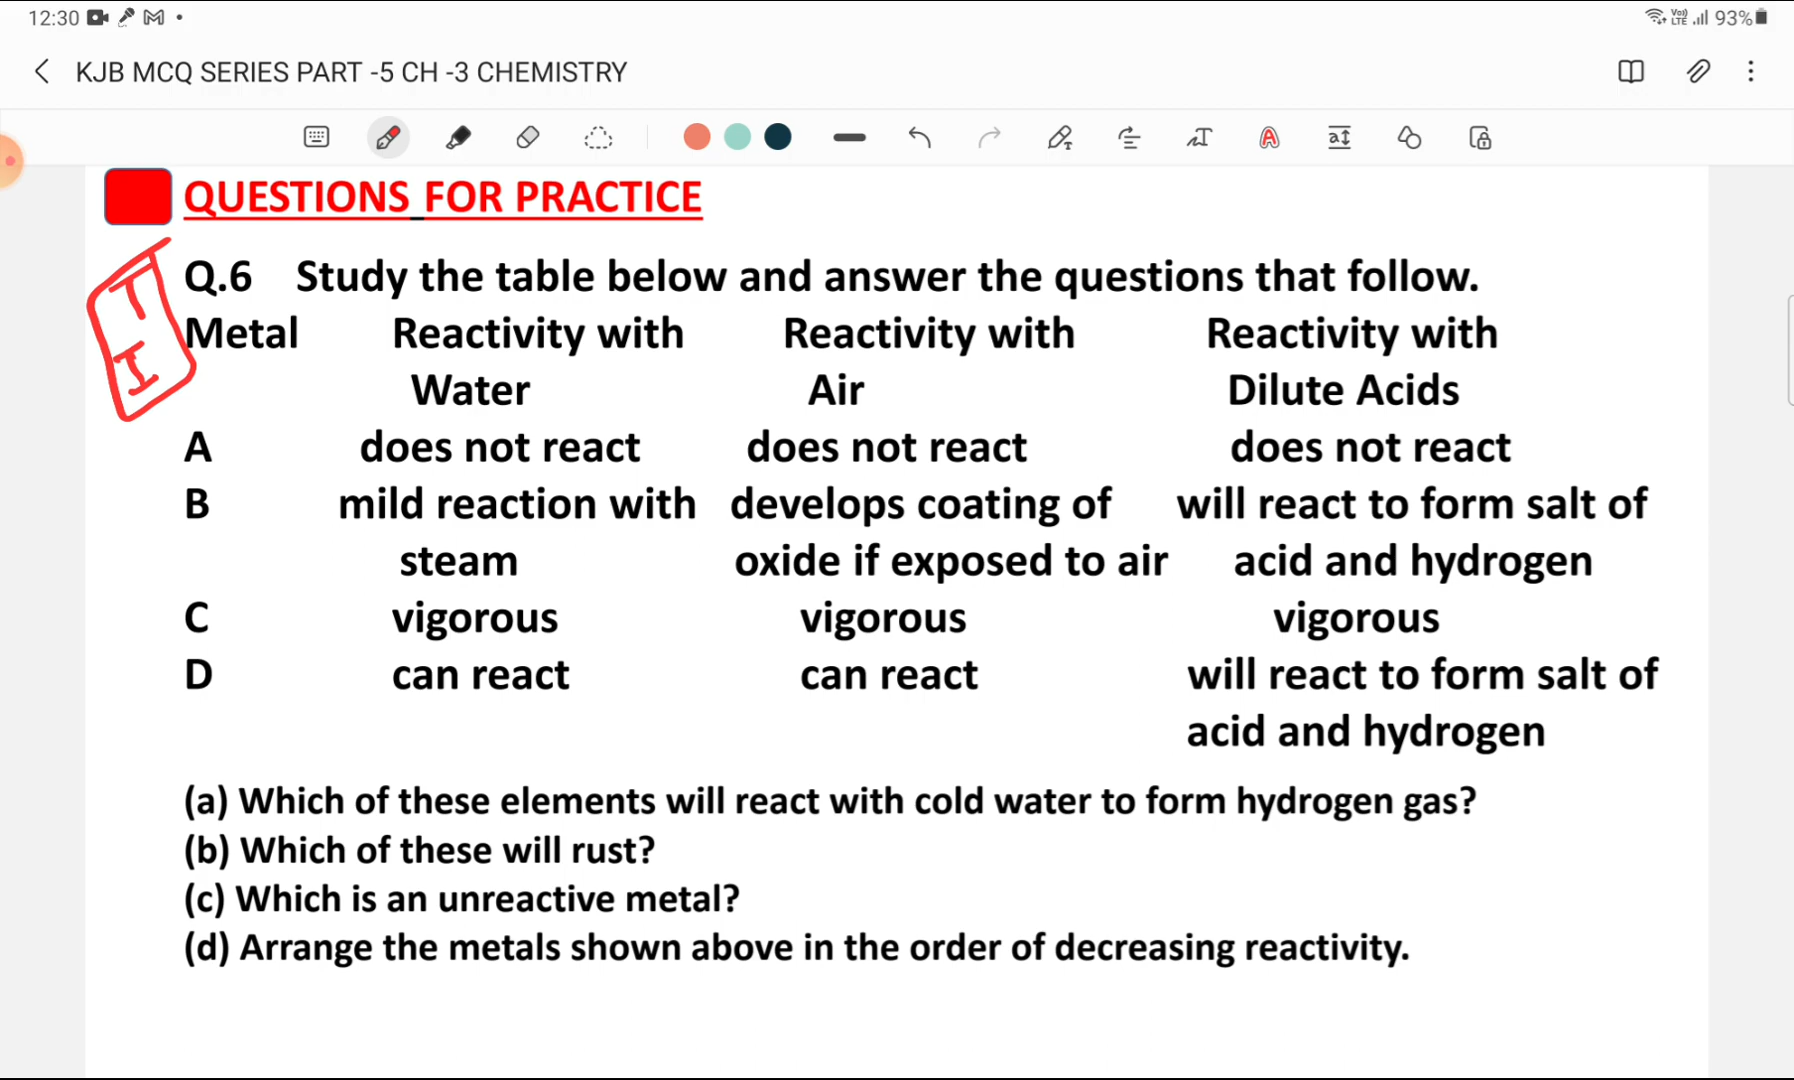 12:30
Vo)) LTE 93%
KJB MCQ SERIES PART -5 CH -3 CHEMISTRY
QUESTIONS FOR PRACTICE
Q.6 Study the table below and answer the questions that follow.
Metal Reactivity with Reactivity with Reactivity with
Water Air Dilute Acids
A does not react does not react does not react
B mild reaction with develops coating of will react to form salt of
steam oxide if exposed to air acid and hydrogen
C vigorous vigorous vigorous
D can react can react will react to form salt of
acid and hydrogen
(a) Which of these elements will react with cold water to form hydrogen gas?
(b) Which of these will rust?
(c) Which is an unreactive metal?
(d) Arrange the metals shown above in the order of decreasing reactivity.